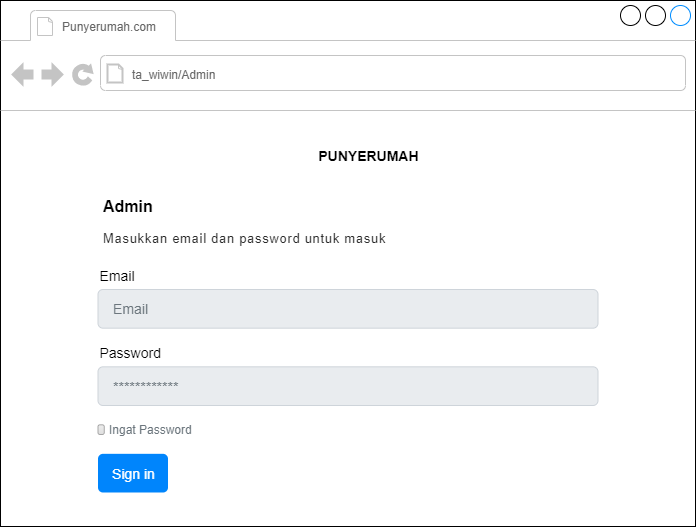 Punyerumah.com
ta_wiwin/Admin
PUNYERUMAH
Admin
Masukkan email dan password untuk masuk
Email
Email
Password
************
Ingat Password
Sign in